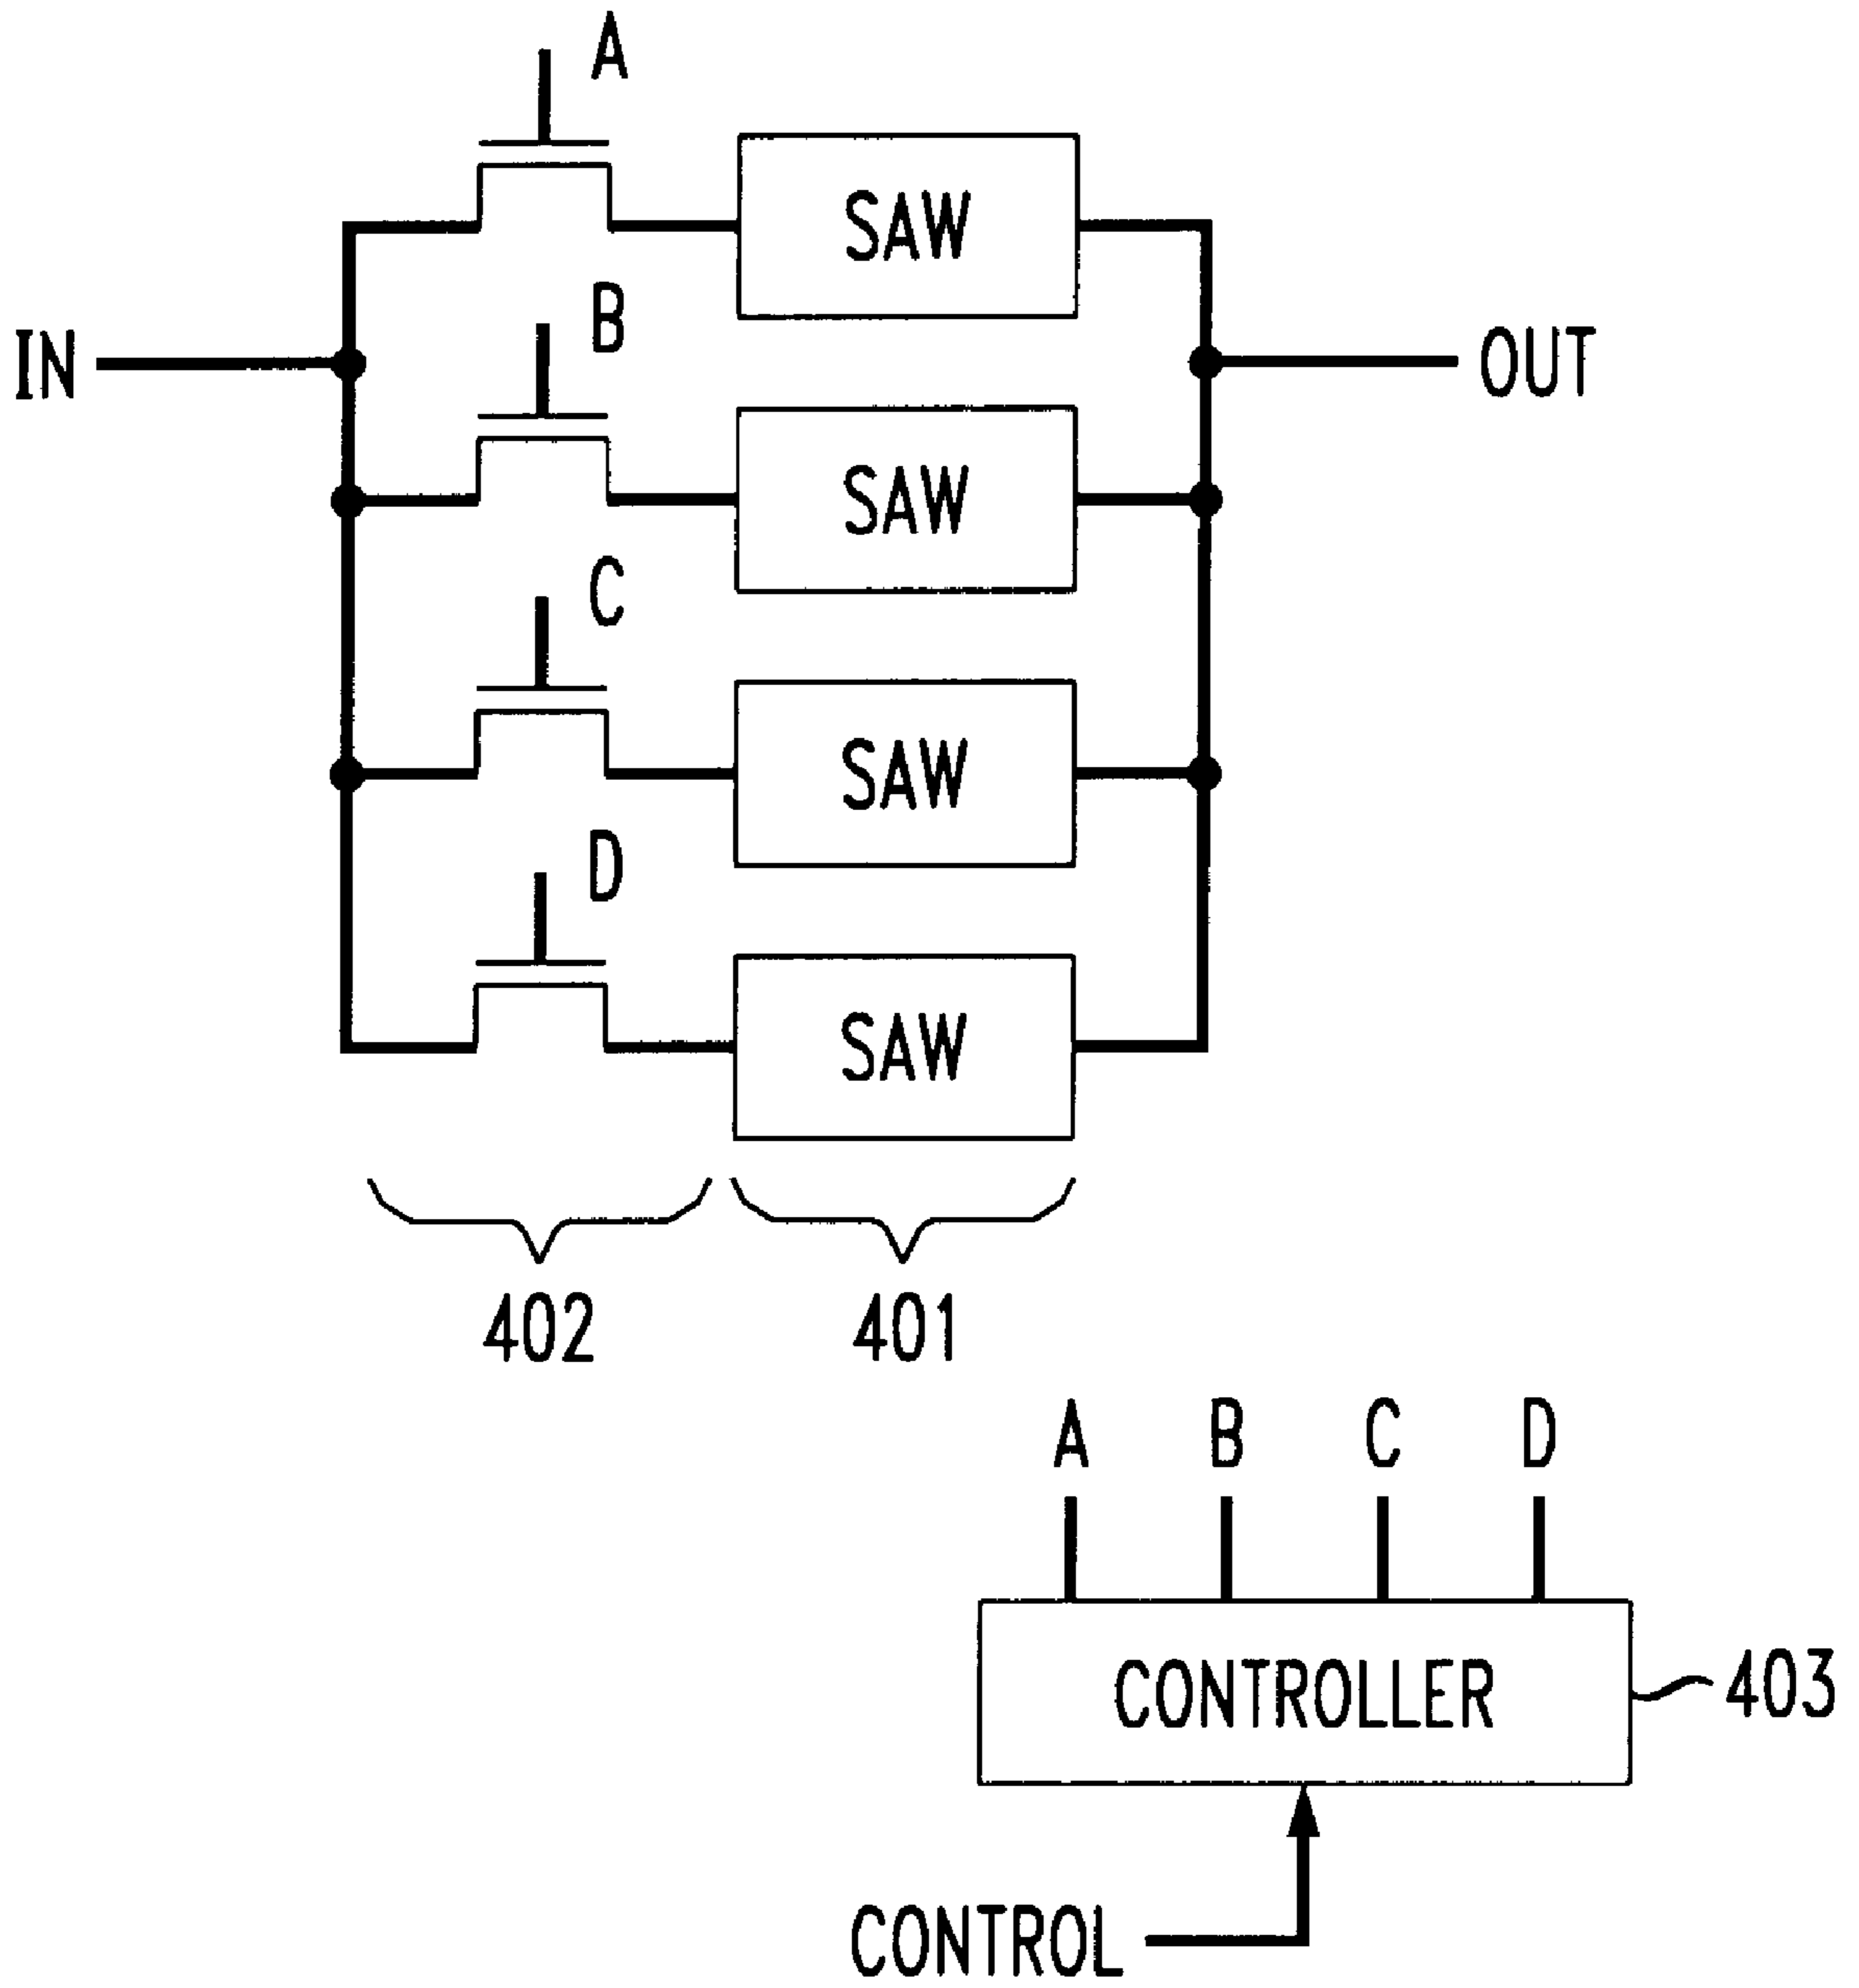 A
SAW
B
IN
OUT
SAW
C
SAW
D
SAW
402 401
A B C D
CONTROLLER
403
CONTROL